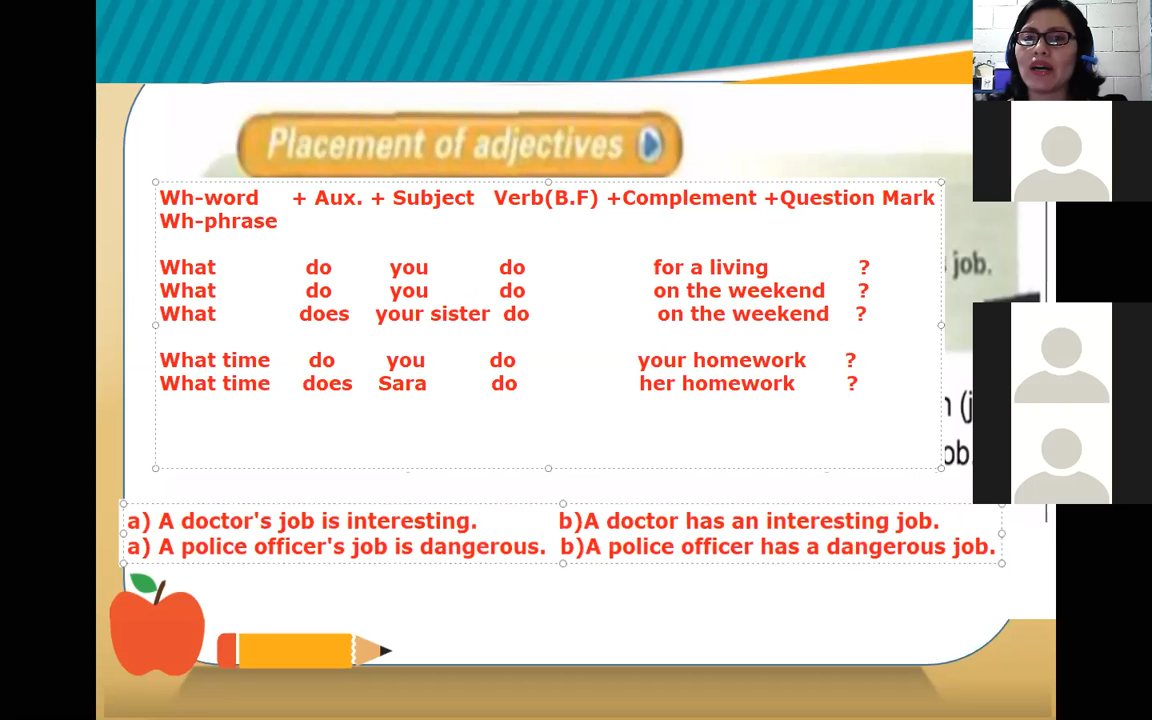 Placement of adjectives
Wh-word + Aux. + Subject Verb(B.F) +Complement +Question Mark
Wh-phrase
What do you do for a living ?
What do you do on the weekend ?
What does your sister do on the weekend ?
What time do you do your homework ?
What time does Sara do her homework ?
job.
a) A doctor's job is interesting. b)A doctor has an interesting job.
a) A police officer's job is dangerous. b)A police officer has a dangerous job.